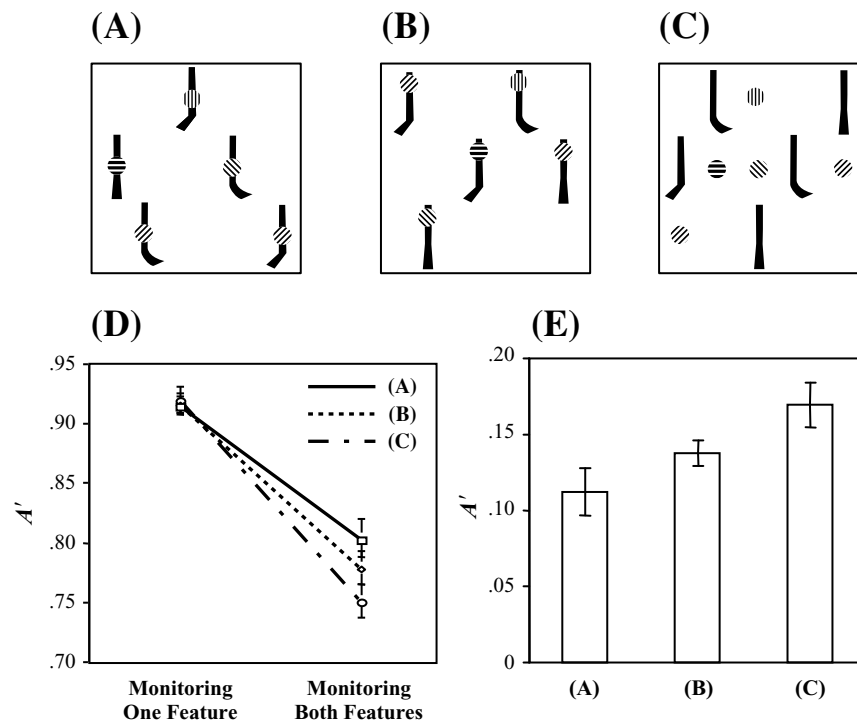 (A)
(B)
(C)
(D)
.95
.90
.85
.80
.75
.70
A'
(A)
(B)
(C)
Monitoring
One Feature
Monitoring
Both Features
(E)
.20
.15
.10
.05
0
A'
(A)
(B)
(C)